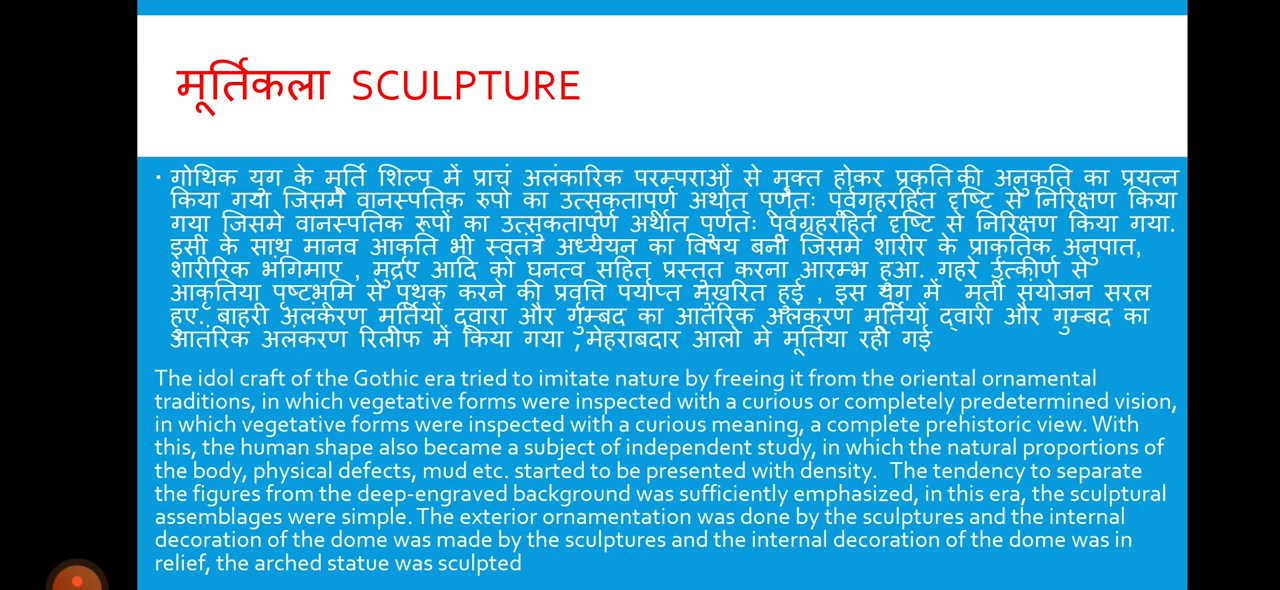 मूर्तिकला SCULPTURE
▪ गोथिक युग के मूर्ति शिल्प में प्राचं अलंकारिक परम्पराओं से मुक्त होकर प्रकृति की अनुकृति का प्रयत्न
किया गया जिसमें वानस्पतिक रुपों का उत्सुकतापूर्ण अर्थात् पूर्णतः पूर्वग्रहरहित दृष्टि से निरिक्षण किया
गया जिसमे वानस्पतिक रूपों का उत्सुकतापूर्ण अर्थात पुर्णतः पूर्वग्रहरहित दृष्टि से निरिक्षण किया गया.
इसी के साथ मानव आकृति भी स्वतंत्र अध्ययन का विषय बनी जिसमे शारीर के प्राकृतिक अनुपात,
शारीरिक भंगिमाए , मुद्रए आदि को घनत्व सहित प्रस्तुत करना आरम्भ हुआ. गहरे उत्कीर्ण से
आकृतिया पृष्टभूमि से पृथक् करने की प्रवृत्ति पर्याप्त मुखरित हुई , इस युग में मूर्ती संयोजन सरल
हुए. बाहरी अलंकरण मूर्तियों द्वारा और गुम्बद का आतंरिक अलंकरण मूर्तियों द्वारा और गुम्बद का
आतंरिक अलंकरण रिलीफ में किया गया , मेहराबदार आलो मे मूर्तिया रही गई
The idol craft of the Gothic era tried to imitate nature by freeing it from the oriental ornamental
traditions, in which vegetative forms were inspected with a curious or completely predetermined vision,
in which vegetative forms were inspected with a curious meaning, a complete prehistoric view. With
this, the human shape also became a subject of independent study, in which the natural proportions of
the body, physical defects, mud etc. started to be presented with density. The tendency to separate
the figures from the deep-engraved background was sufficiently emphasized, in this era, the sculptural
assemblages were simple. The exterior ornamentation was done by the sculptures and the internal
decoration of the dome was made by the sculptures and the internal decoration of the dome was in
relief, the arched statue was sculpted